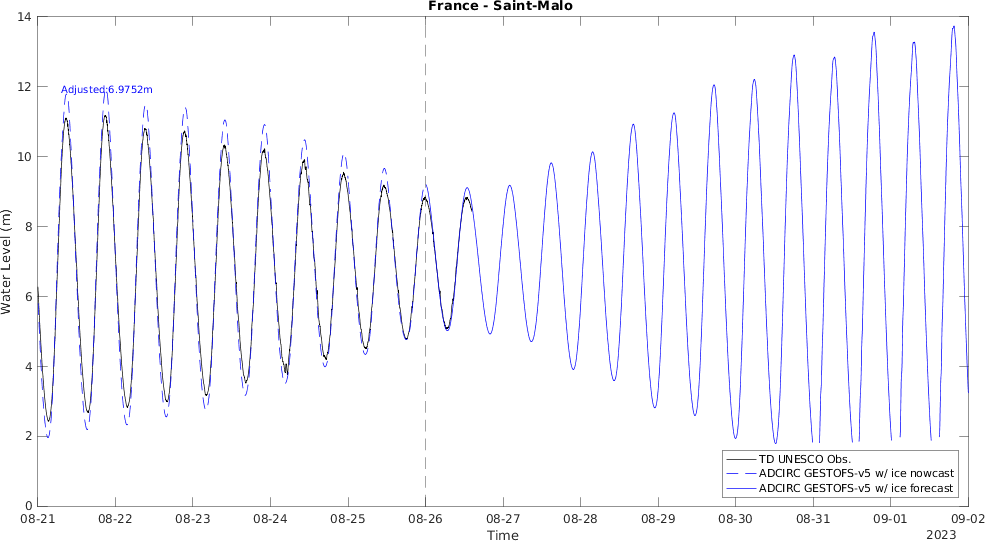 France - Saint-Malo
14
12
10
8
6
4
2
0
Water Level (m)
Adjusted:6.9752m
TD UNESCO Obs.
ADCIRC GESTOFS-v5 w/ ice nowcast
ADCIRC GESTOFS-v5 w/ ice forecast
08-21 08-22 08-23 08-24 08-25 08-26 08-27 08-28 08-29 08-30 08-31 09-01 09-02
Time
2023